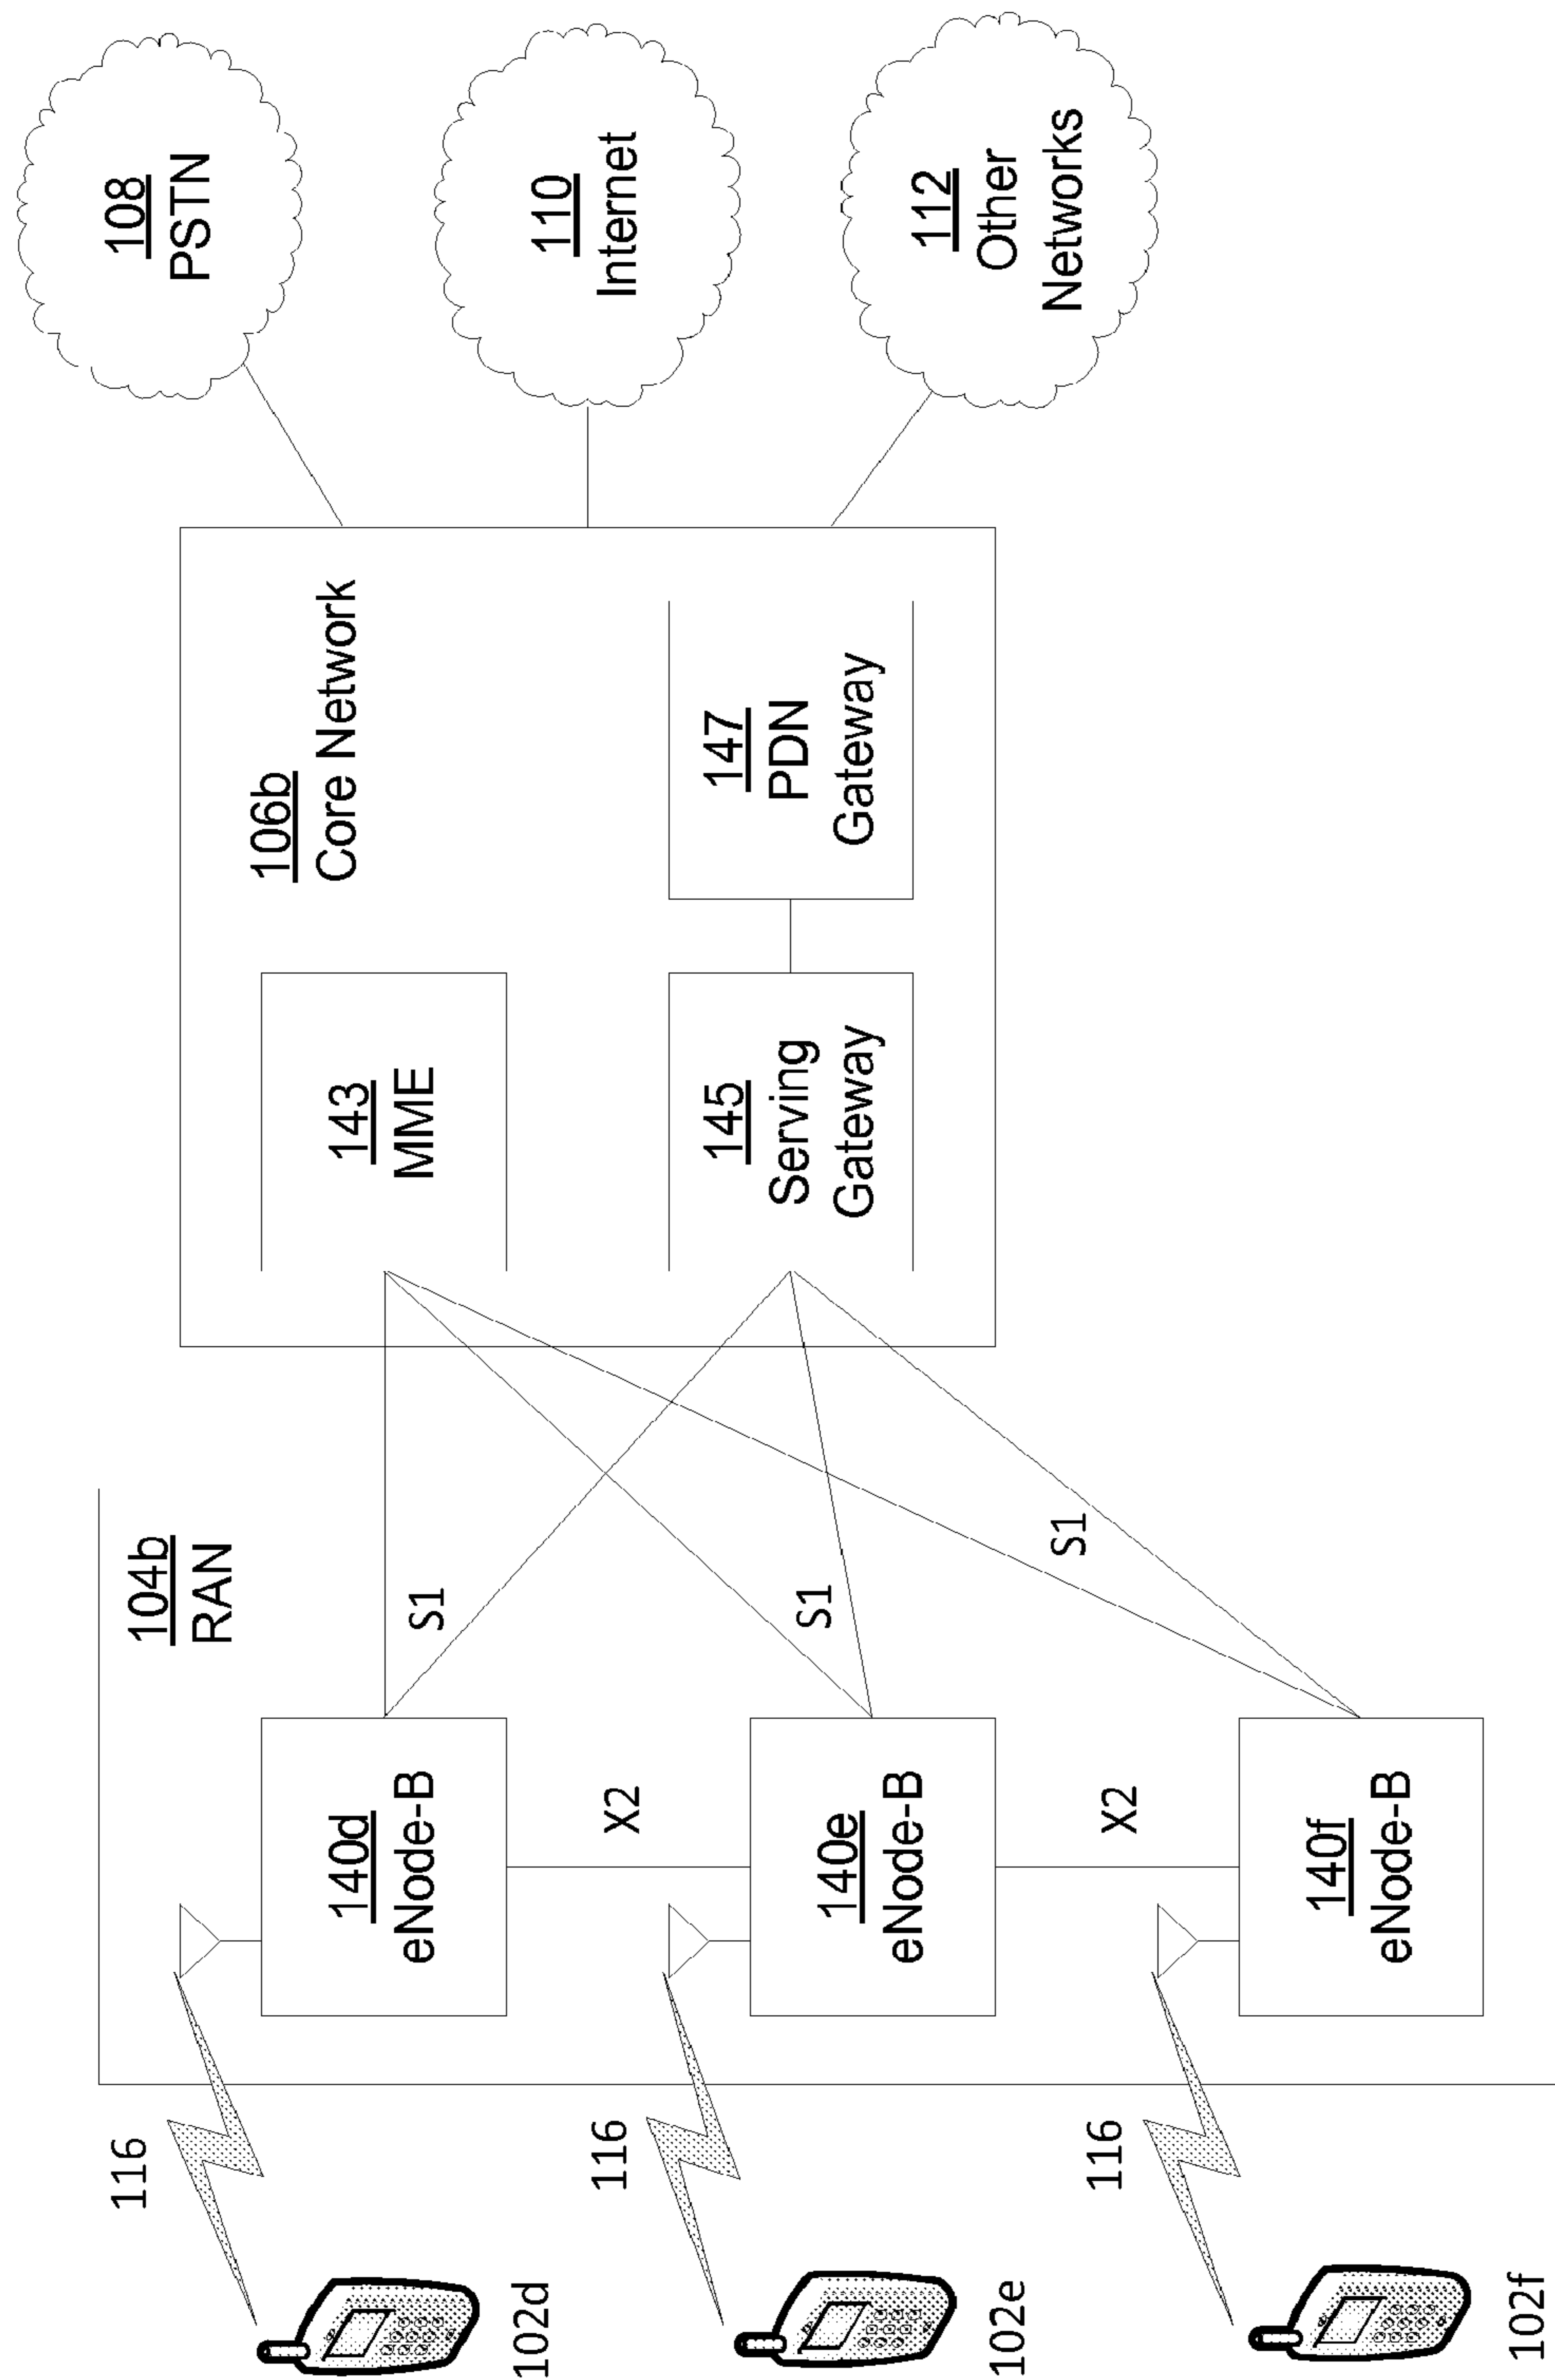 116
102d
116
102e
116
102f
104b
RAN
140d
eNode-B
X2
140e
eNode-B
X2
140f
eNode-B
S1
S1
S1
106b
Core Network
143
MME
145
Serving
Gateway
147
PDN
Gateway
108
PSTN
110
Internet
112
Other
Networks